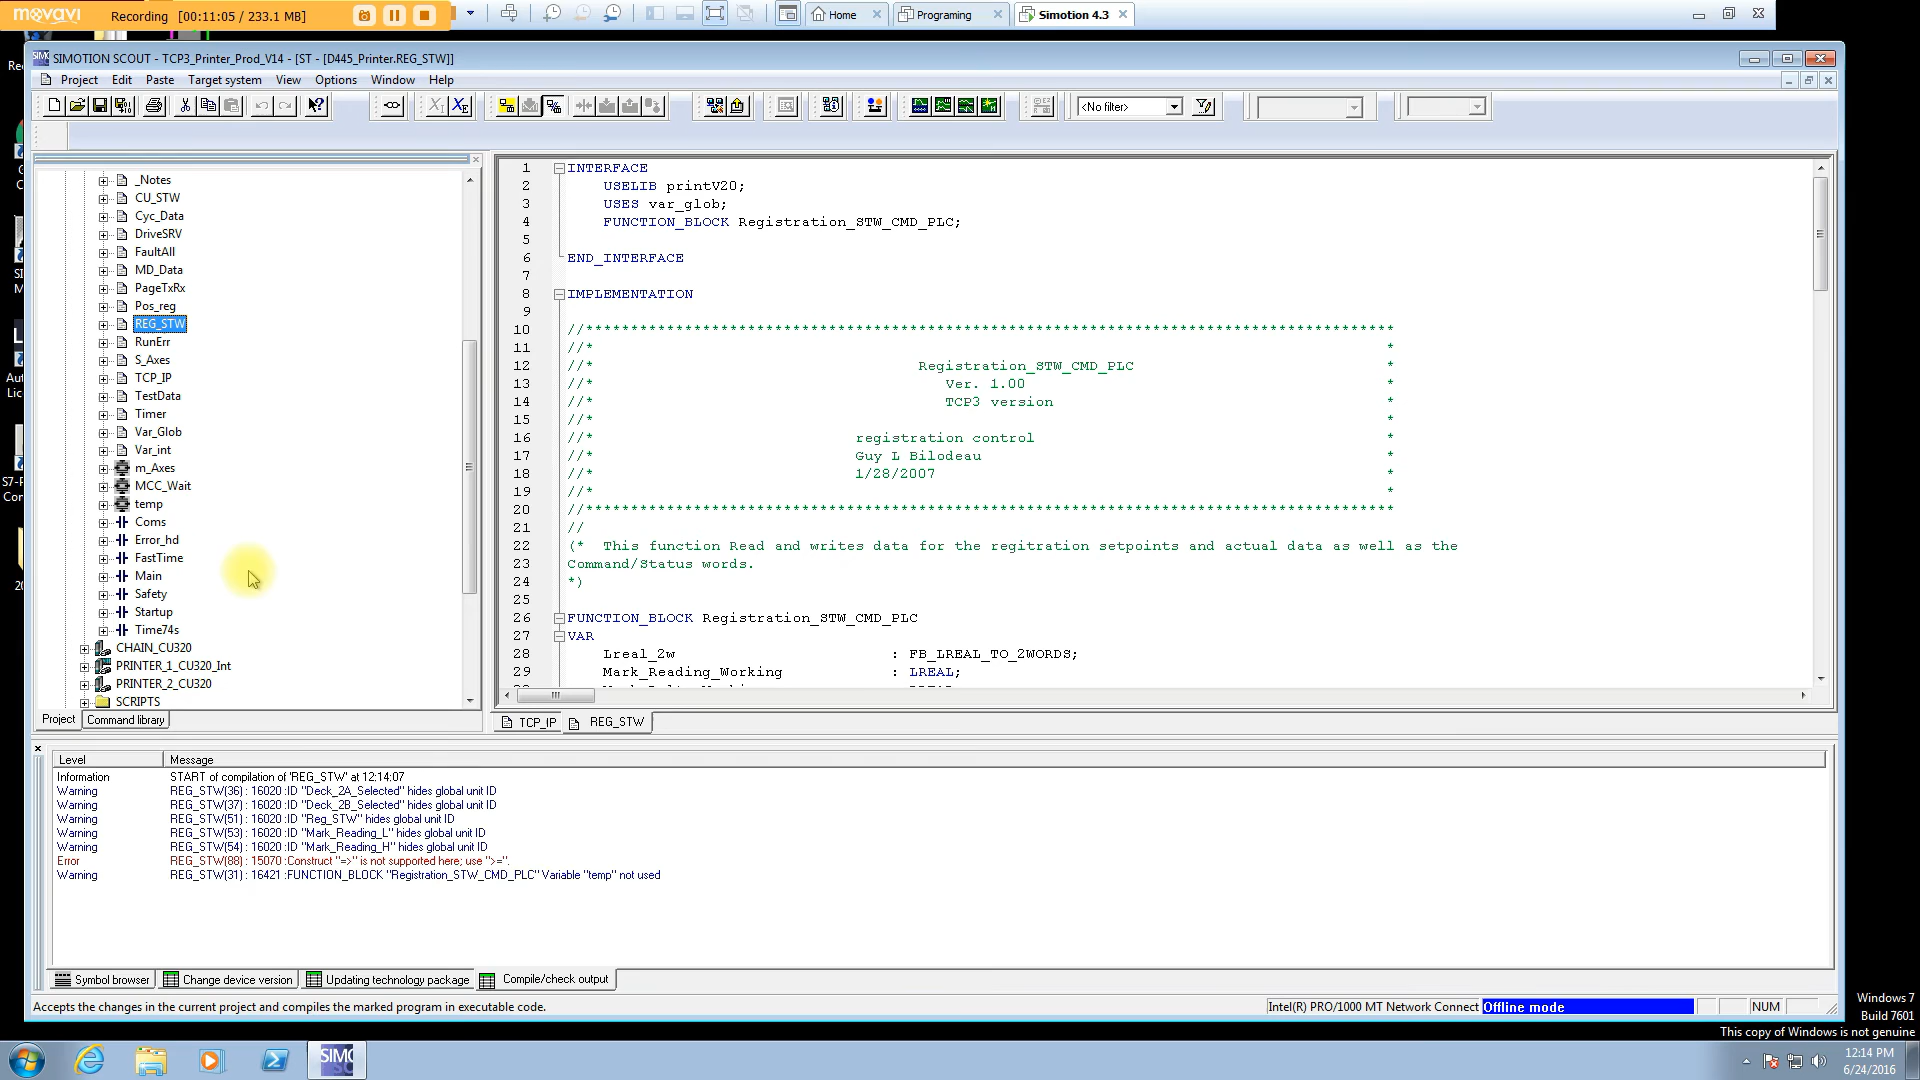 movavi Recording [00:11:05 / 233.1 MB]
Home
Programing
Simotion 4.3
SIMOTION SCOUT - TCP3_Printer_Prod_V14 - [ST - [D445_Printer.REG_STW]]
Project Edit Paste Target system View Options Window Help
<No filter>
_Notes
CU_STW
Cyc_Data
DriveSRV
FaultAll
MD_Data
PageTxRx
Pos_reg
REG_STW
RunErr
S_Axes
TCP_IP
TestData
Timer
Var_Glob
Var_int
m_Axes
MCC_Wait
temp
Coms
Error_hd
FastTime
Main
Safety
Startup
Time74s
CHAIN_CU320
PRINTER_1_CU320_Int
PRINTER_2_CU320
SCRIPTS
Project Command library
1 INTERFACE
2 USELIB printV20;
3 USES var_glob;
4 FUNCTION_BLOCK Registration_STW_CMD_PLC;
5
6 END_INTERFACE
7
8 IMPLEMENTATION
9
10 //******************************************************************************************
11 //* *
12 //* Registration_STW_CMD_PLC *
13 //* Ver. 1.00 *
14 //* TCP3 version *
15 //* *
16 //* registration control *
17 //* Guy L Bilodeau *
18 //* 1/28/2007 *
19 //* *
20 //******************************************************************************************
21 //
22 (* This function Read and writes data for the regitration setpoints and actual data as well as the
23 Command/Status words.
24 *)
25
26 FUNCTION_BLOCK Registration_STW_CMD_PLC
27 VAR
28 Lreal_2w : FB_LREAL_TO_2WORDS;
29 Mark_Reading_Working : LREAL;
TCP_IP REG_STW
Level Message
Information START of compilation of 'REG_STW' at 12:14:07
Warning REG_STW(36) : 16020 :ID "Deck_2A_Selected" hides global unit ID
Warning REG_STW(37) : 16020 :ID "Deck_2B_Selected" hides global unit ID
Warning REG_STW(51) : 16020 :ID "Reg_STW" hides global unit ID
Warning REG_STW(53) : 16020 :ID "Mark_Reading_L" hides global unit ID
Warning REG_STW(54) : 16020 :ID "Mark_Reading_H" hides global unit ID
Error REG_STW(88) : 15070 :Construct "=>" is not supported here; use ">=".
Warning REG_STW(31) : 16421 :FUNCTION_BLOCK "Registration_STW_CMD_PLC" Variable "temp" not used
Symbol browser Change device version Updating technology package Compile/check output
Accepts the changes in the current project and compiles the marked program in executable code.
Intel(R) PRO/1000 MT Network Connect Offline mode NUM
Windows 7
Build 7601
This copy of Windows is not genuine
12:14 PM
6/24/2016